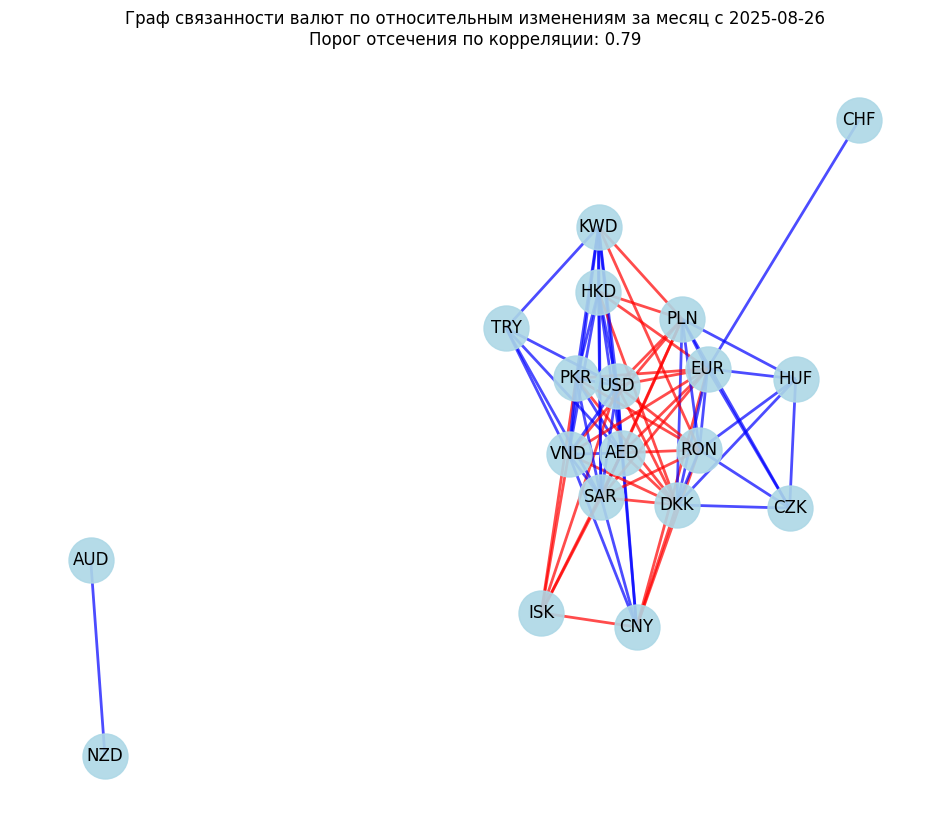 Граф связанности валют по относительным изменениям за месяц с 2025-08-26
Порог отсечения по корреляции: 0.79
CHF
KWD
HKD
PLN
TRY
EUR
PKR
USD
HUF
VND
AED
RON
SAR
DKK
CZK
AUD
ISK
CNY
NZD